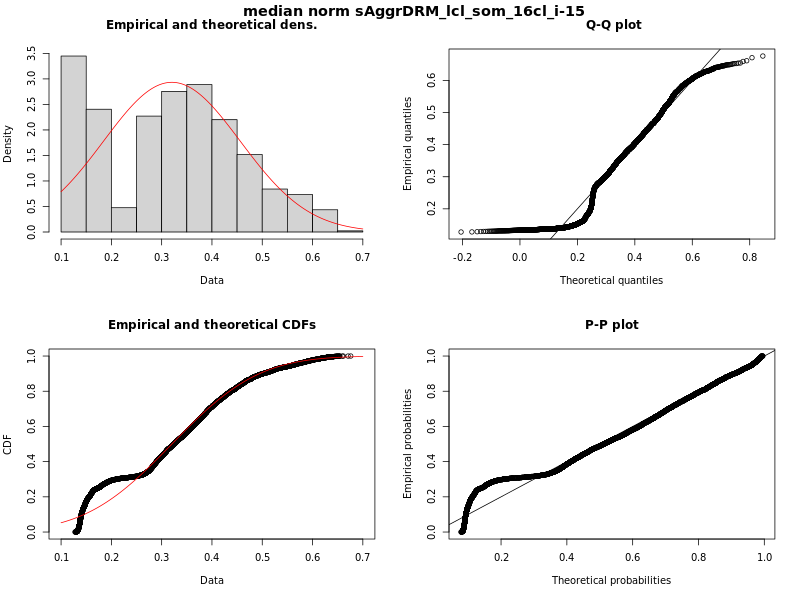 median norm sAggrDRM_lcl_som_16cl_i-15
Empirical and theoretical dens.
Density
0.0 0.5 1.0 1.5 2.0 2.5 3.0 3.5
0.1 0.2 0.3 0.4 0.5 0.6 0.7
Data
Q-Q plot
Empirical quantiles
0.2 0.3 0.4 0.5 0.6
-0.2 0.0 0.2 0.4 0.6 0.8
Theoretical quantiles
Empirical and theoretical CDFs
CDF
0.0 0.2 0.4 0.6 0.8 1.0
0.1 0.2 0.3 0.4 0.5 0.6 0.7
Data
P-P plot
Empirical probabilities
0.0 0.2 0.4 0.6 0.8 1.0
0.2 0.4 0.6 0.8 1.0
Theoretical probabilities